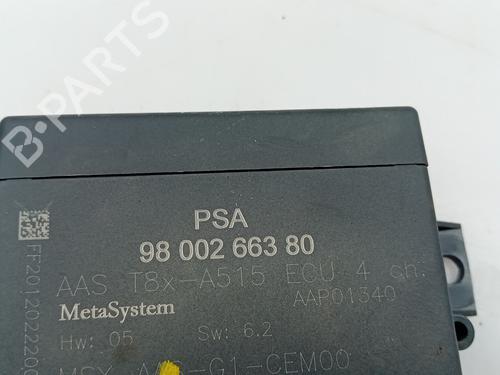 PSA
98 002 663 80
AAS T8x-A515 ECU 4 ch.
MetaSystem
AAP01340
Hw: 05 Sw: 6.2
B-PARTS